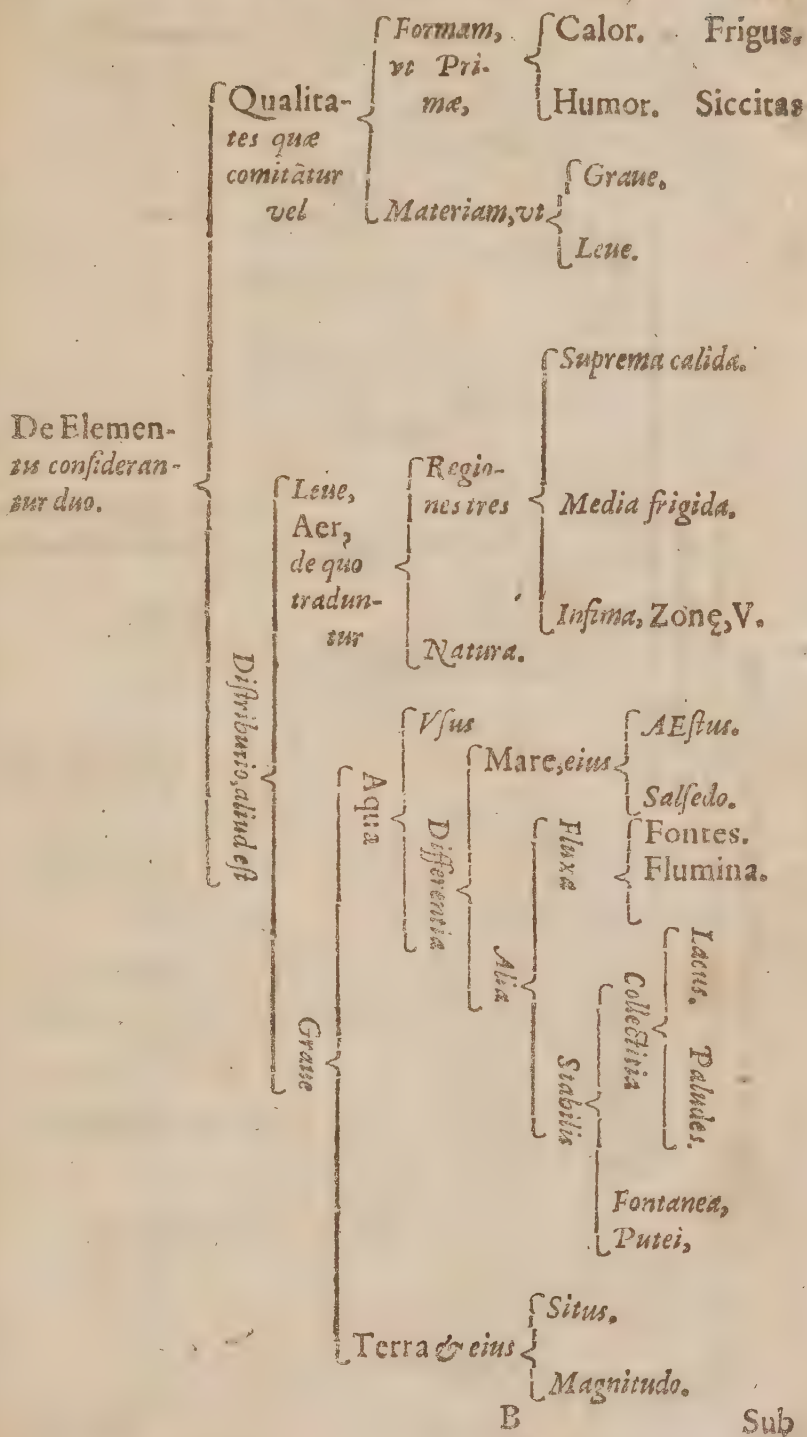 De Elemen-
tis consideran-
tur duo.
Qualita-
tes quæ
comitãtur
vel
Formam,
vt Pri-
mæ,
Calor. Frigus.
Humor. Siccitas
Materiam, vt
Graue.
Leue.
Distributio, aliud est
Leue,
Aer,
de quo
tradun-
tur
Regio-
nes tres
Suprema calida.
Media frigida.
Infima, Zonę, V.
Natura.
Graue
Aqua
Vsus
Differentia
Mare, eius
AEstus.
Salsedo.
Alia
Fluxa
Fontes.
Flumina.
Stabilis
Collectitia
Lacus. Paludes.
Fontanea,
Putei,
Terra & eius
Situs.
Magnitudo.
B Sub